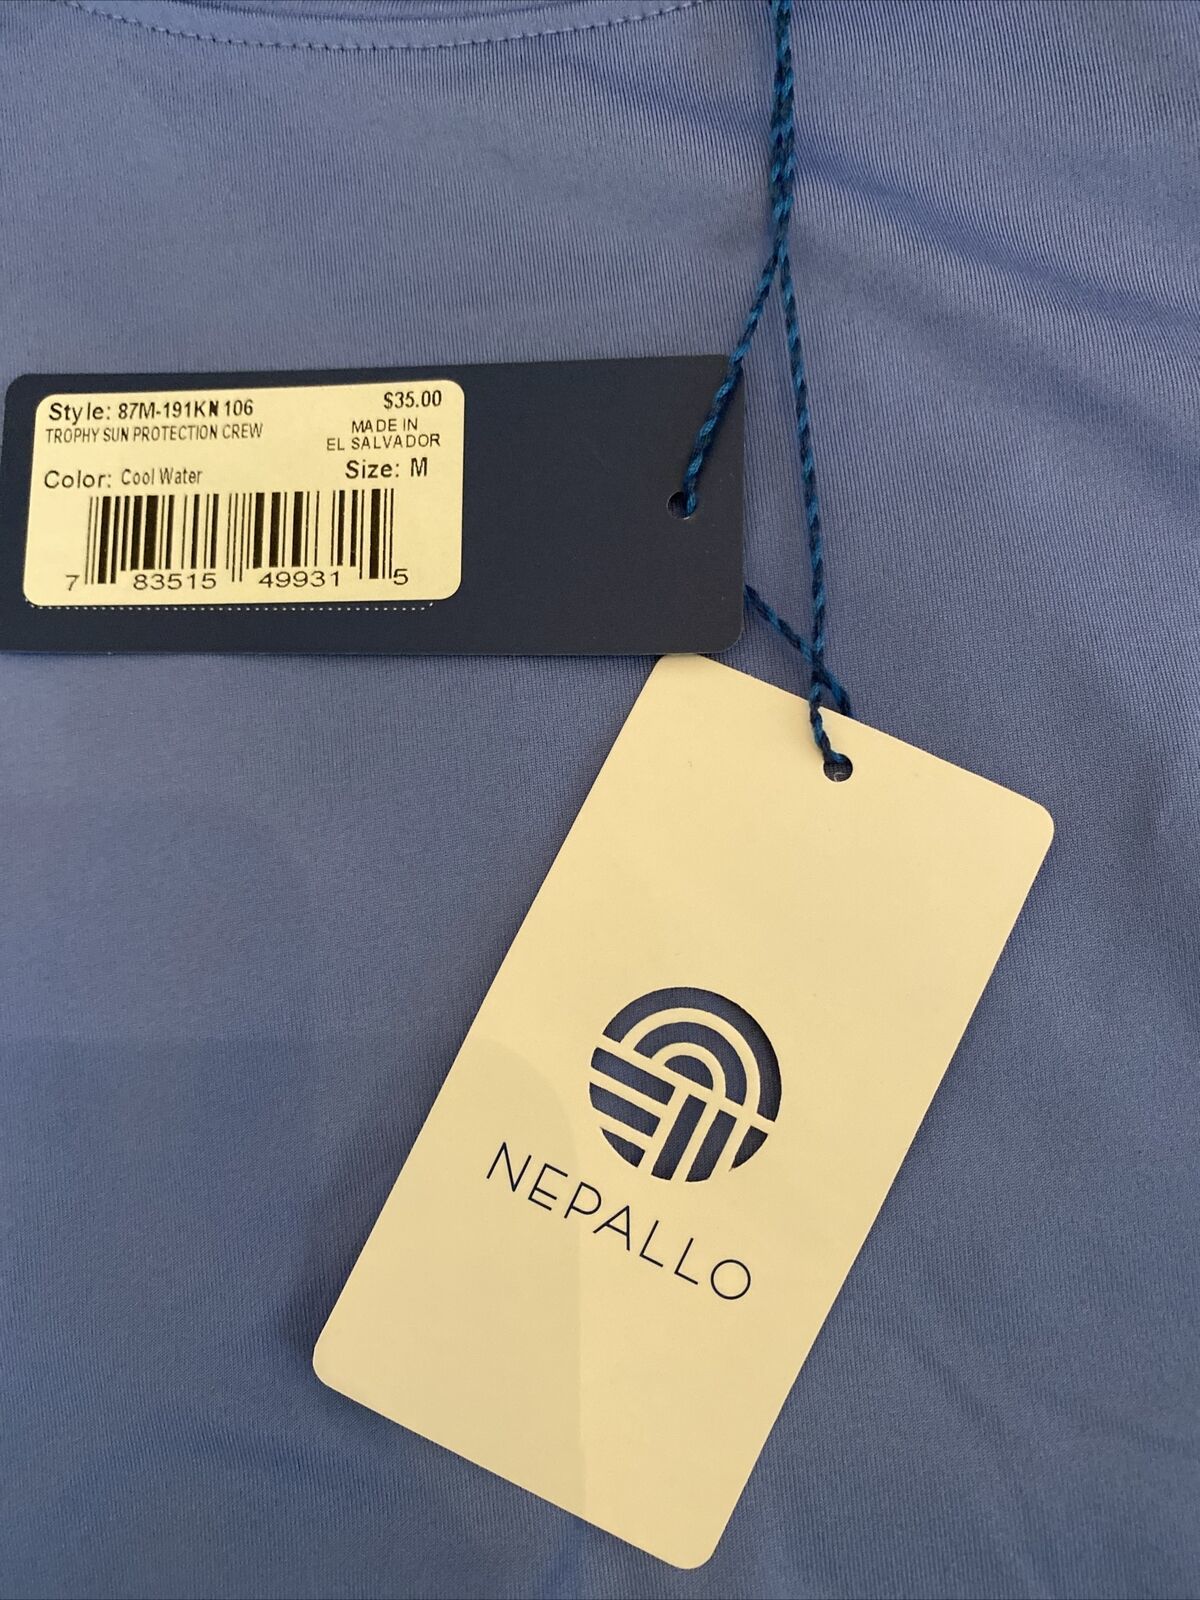 Style: 87M-191KN 106 $35.00
TROPHY SUN PROTECTION CREW MADE IN
EL SALVADOR
Color: Cool Water Size: M
7 83515 49931 5
NEPALLO